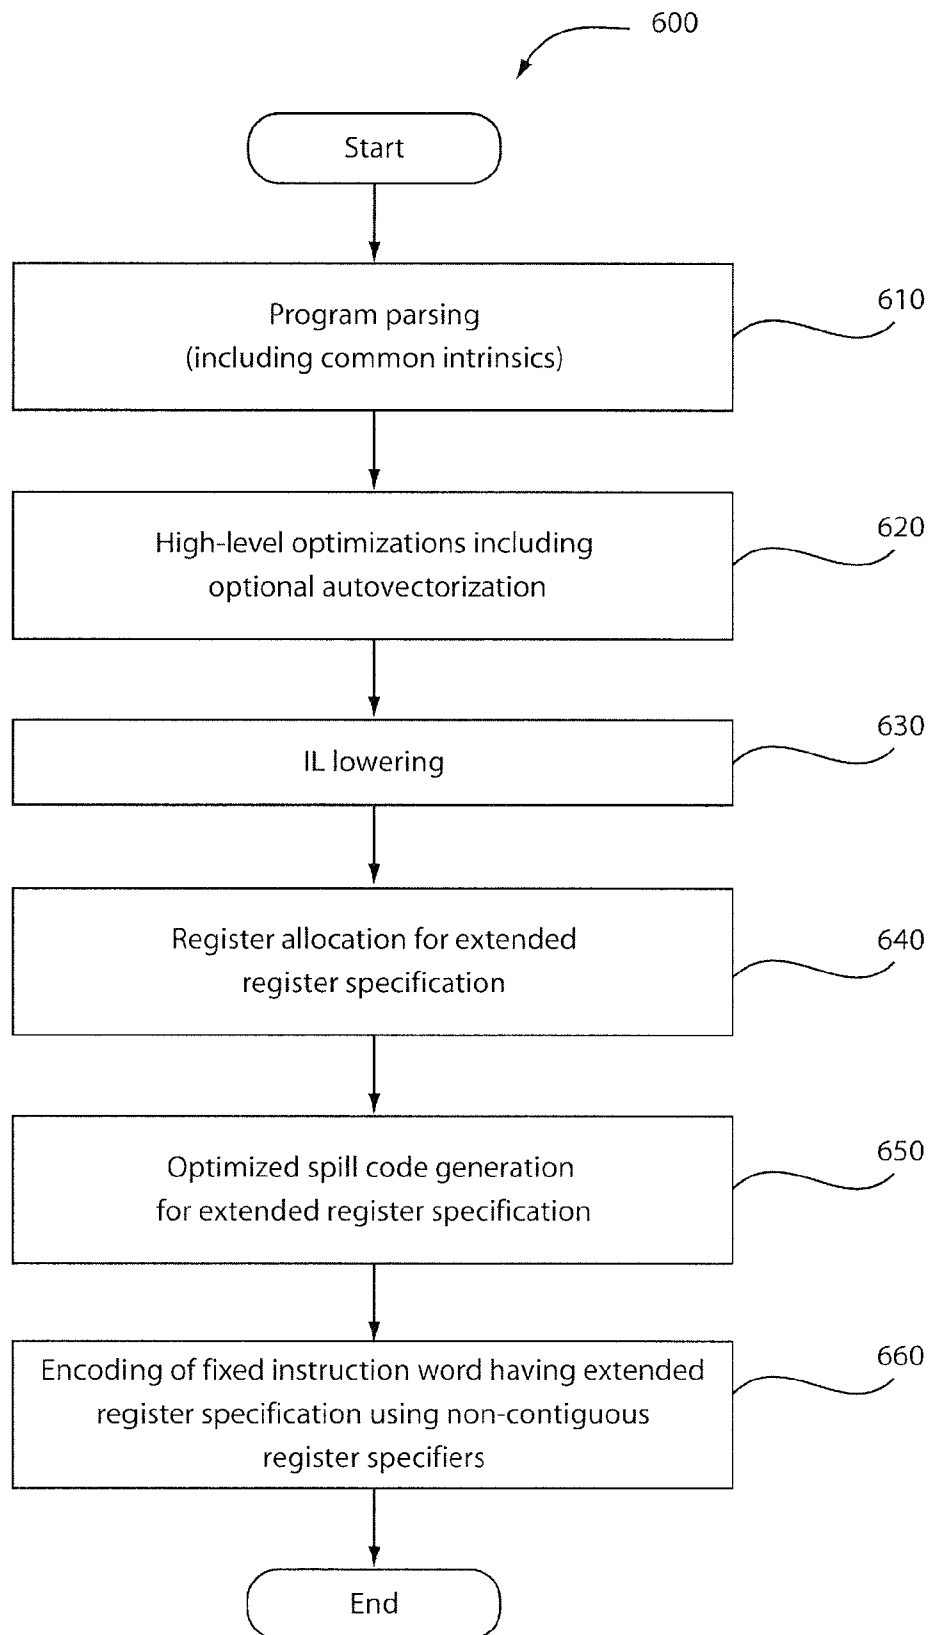 600
Start
Program parsing
(including common intrinsics)
610
High-level optimizations including
optional autovectorization
620
IL lowering
630
Register allocation for extended
register specification
640
Optimized spill code generation
for extended register specification
650
Encoding of fixed instruction word having extended
register specification using non-contiguous
register specifiers
660
End